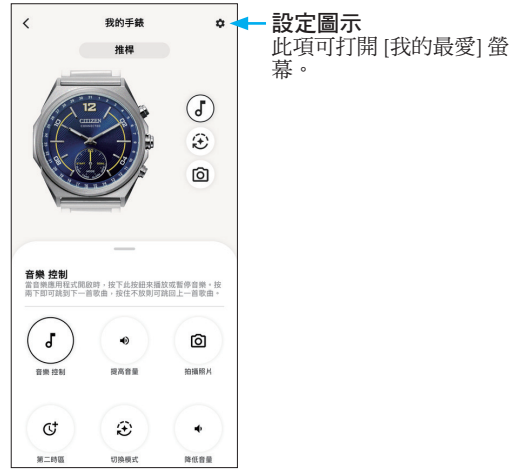 我的手錶
設定圖示
此項可打開 [我的最愛] 螢
幕。
推桿
12
CITIZEN
音樂 控制
當音樂應用程式開啟時，按下此按鈕來播放或暫停音樂。按
兩下即可跳到下一首歌曲，按住不放則可跳回上一首歌曲。
音樂 控制
提高音量
拍攝照片
第二時區
切換模式
降低音量